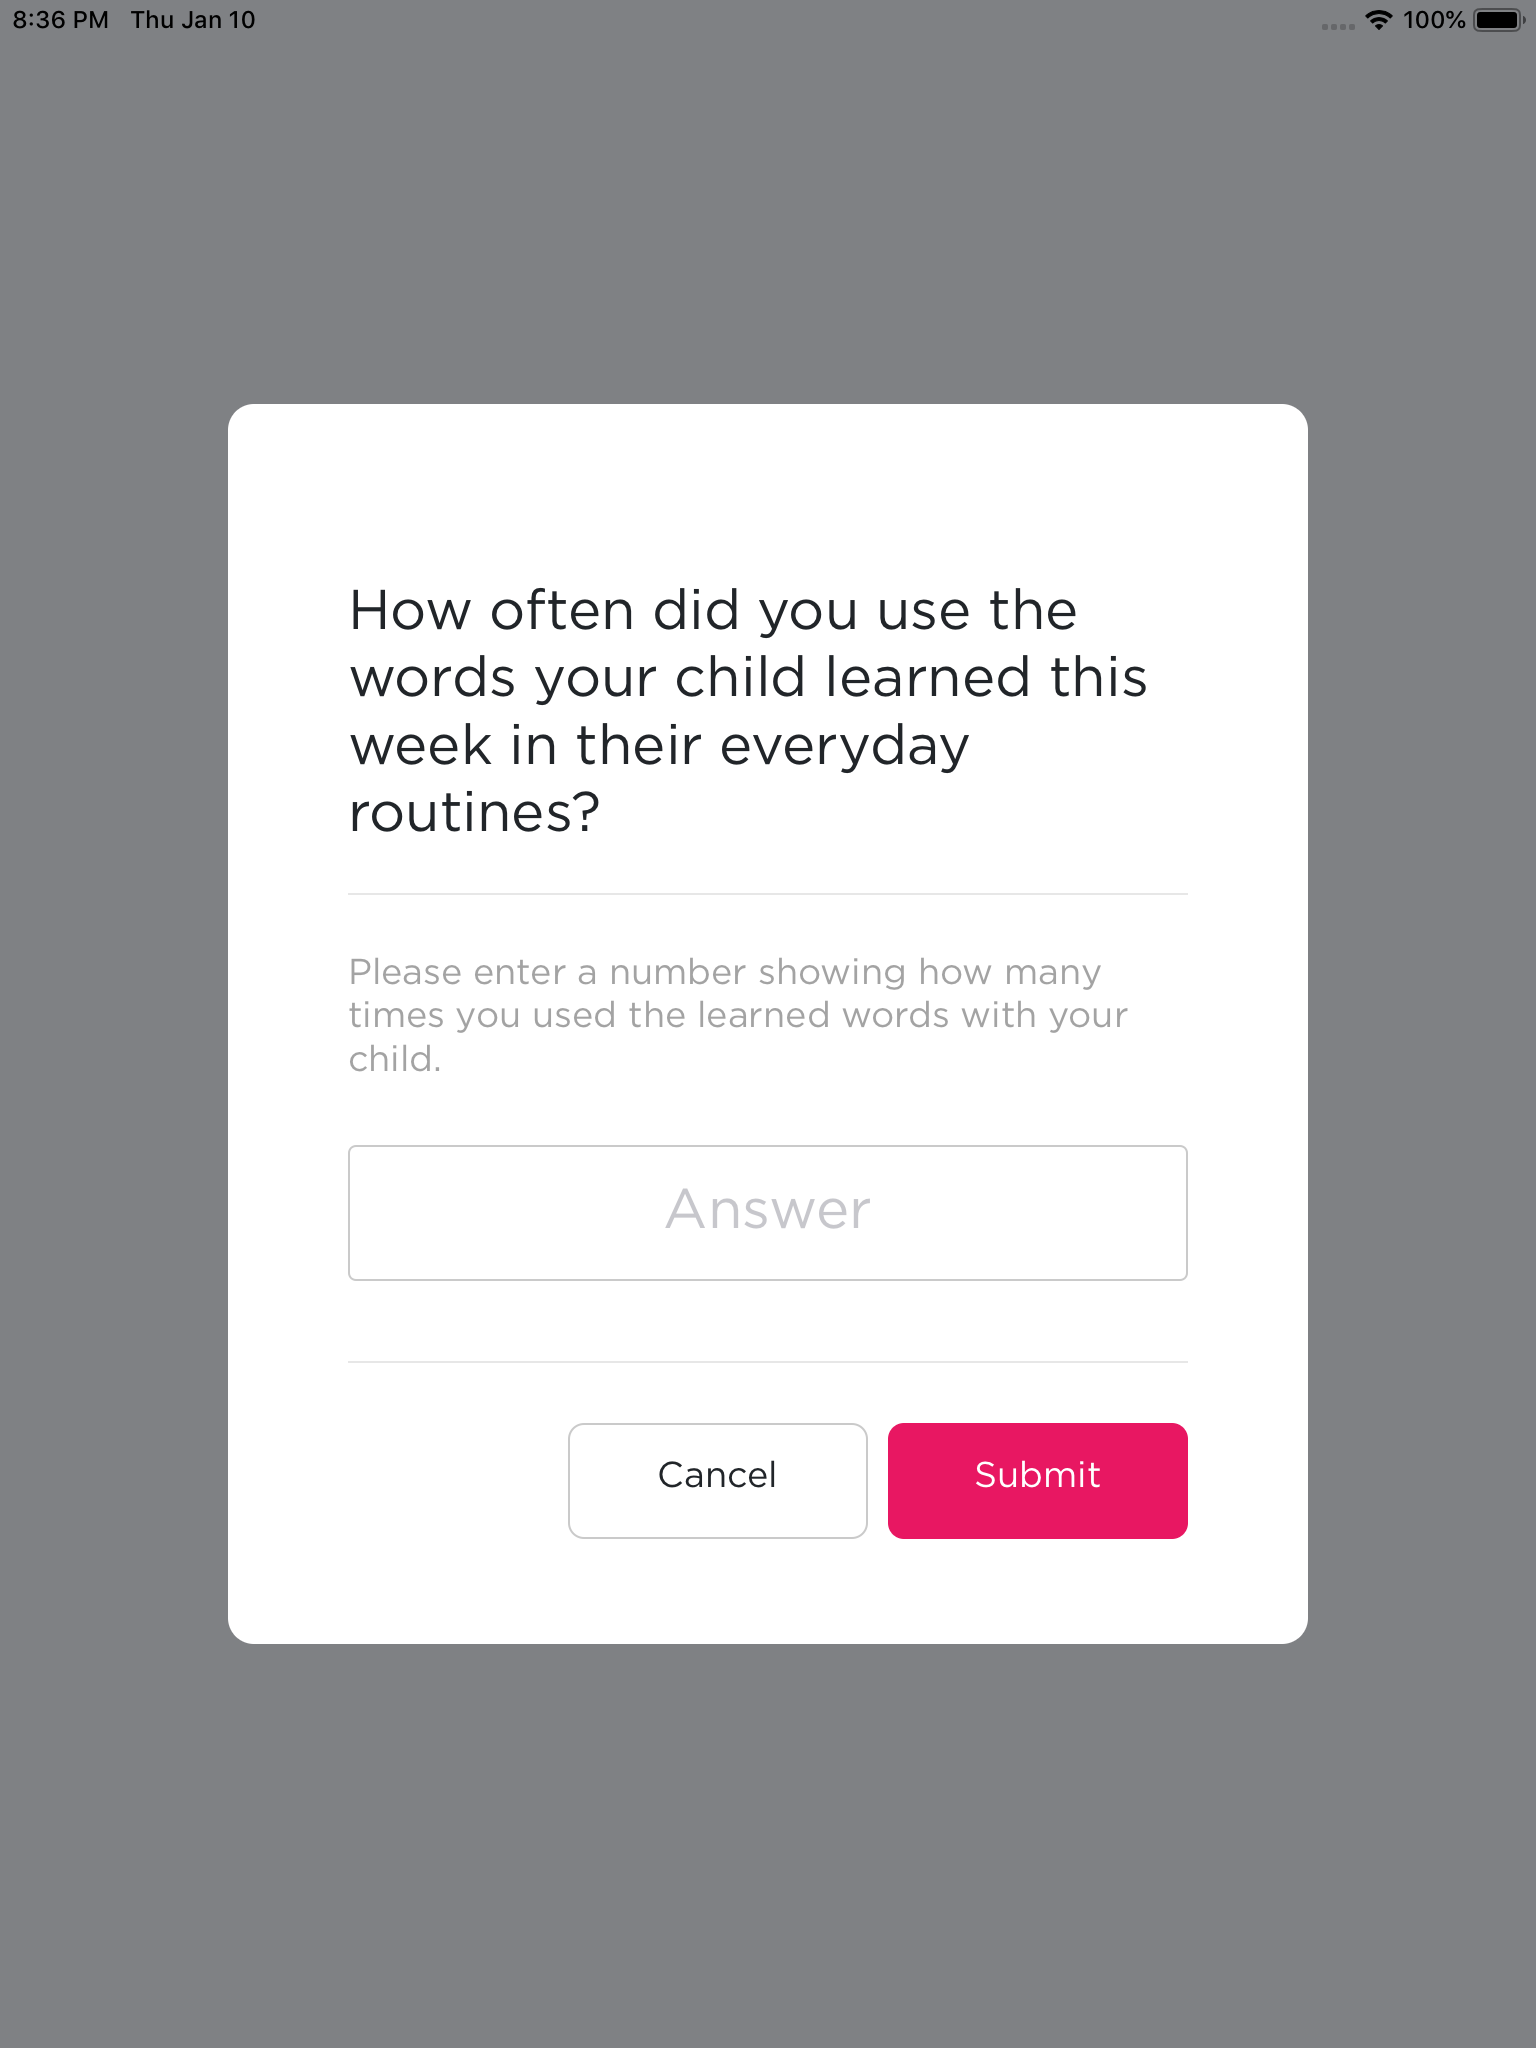 8:36 PM Thu Jan 10
100%
How often did you use the
words your child learned this
week in their everyday
routines?
Please enter a number showing how many
times you used the learned words with your
child.
Answer
Cancel
Submit